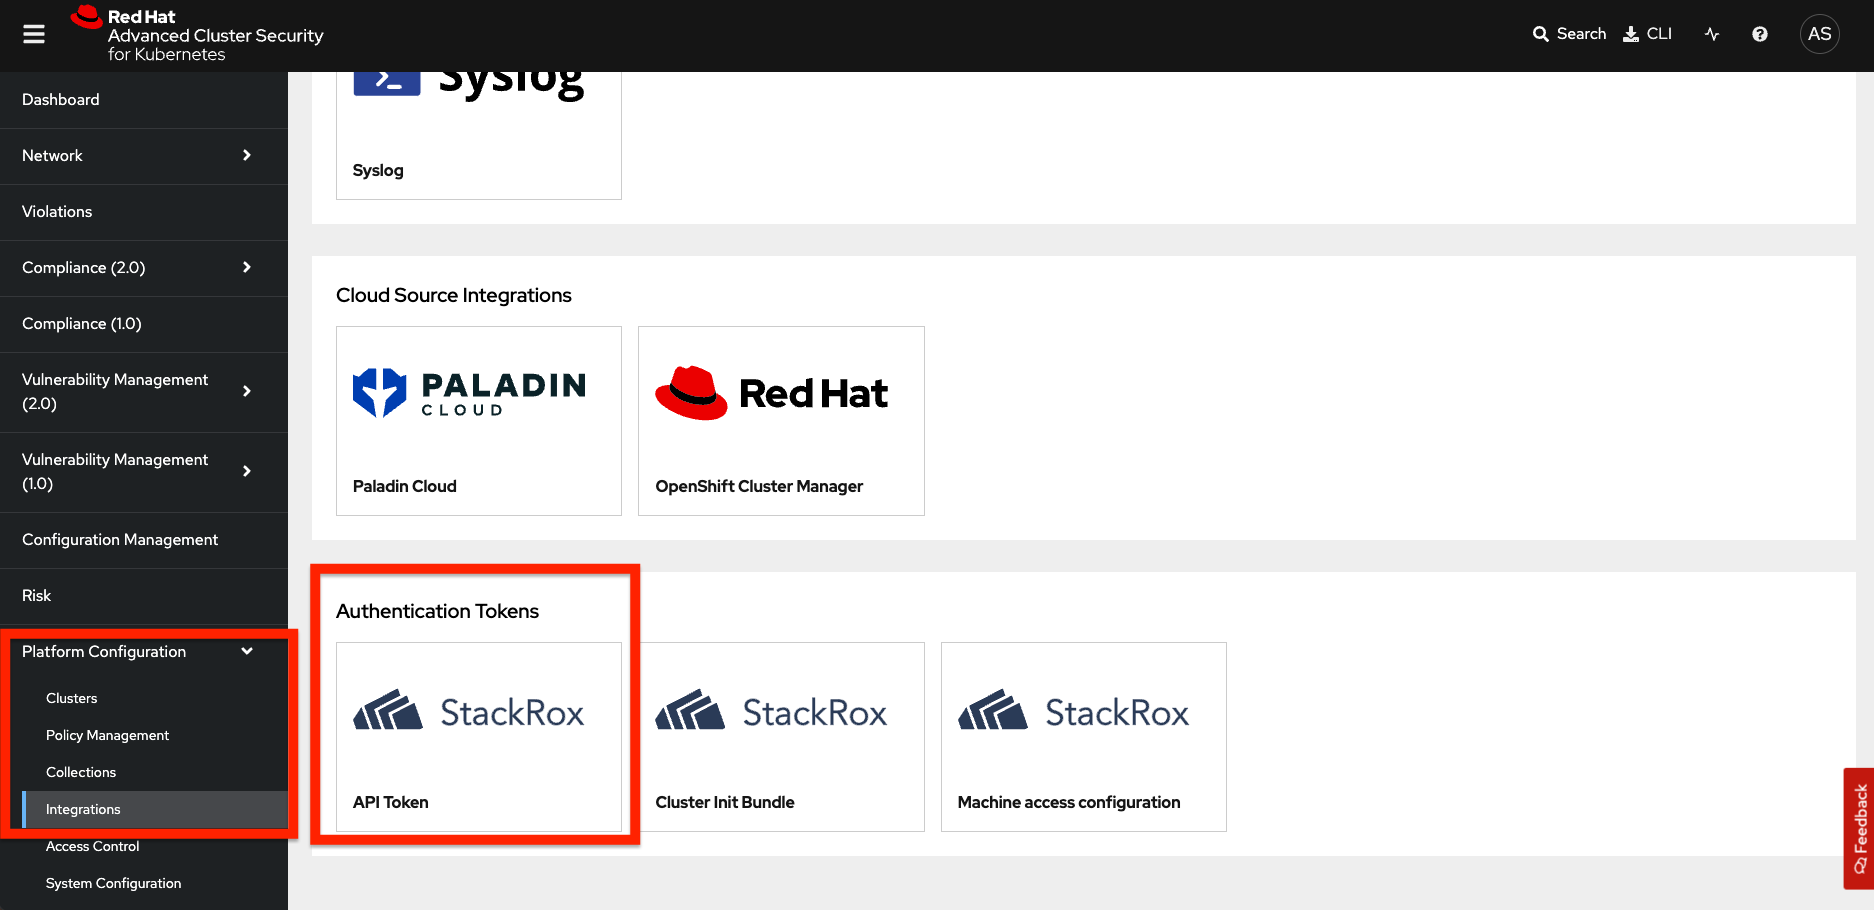 Red Hat
Advanced Cluster Security
for Kubernetes
Search
CLI
AS
Dashboard
Network
Violations
Compliance (2.0)
Compliance (1.0)
Vulnerability Management
(2.0)
Vulnerability Management
(1.0)
Configuration Management
Risk
Platform Configuration
Clusters
Policy Management
Collections
Integrations
Access Control
System Configuration
Syslog
Syslog
Cloud Source Integrations
PALADIN
CLOUD
Paladin Cloud
Red Hat
OpenShift Cluster Manager
Authentication Tokens
StackRox
API Token
StackRox
Cluster Init Bundle
StackRox
Machine access configuration
Feedback